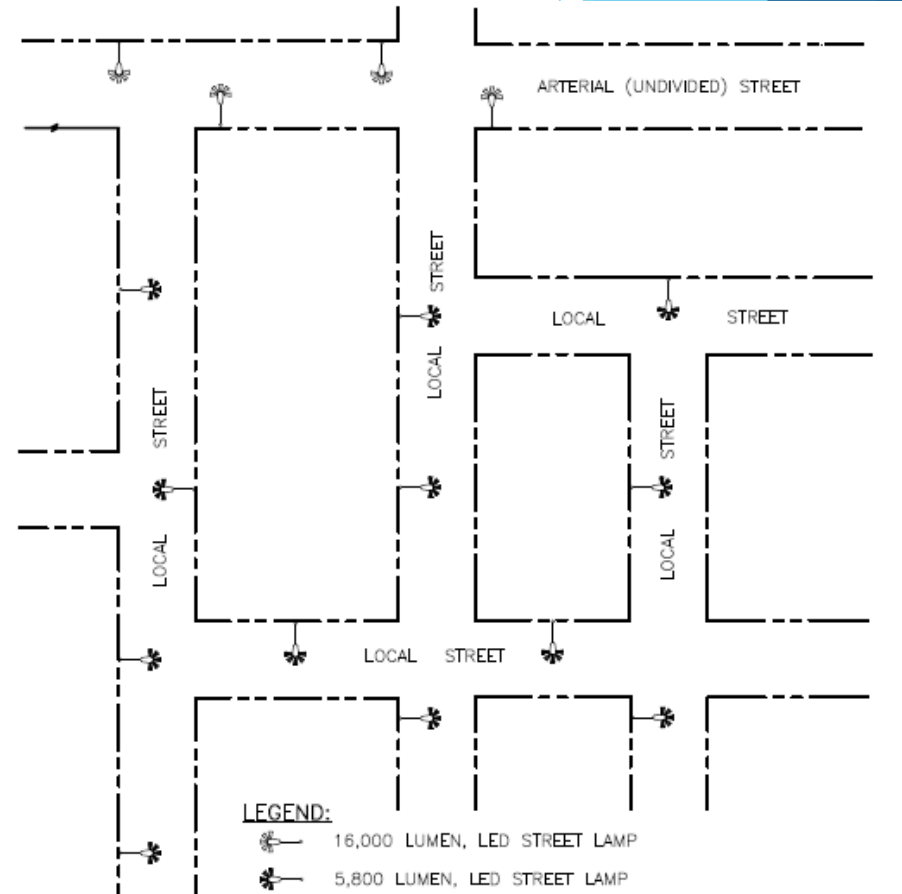 ARTERIAL (UNDIVIDED) STREET
STREET
LOCAL
LOCAL STREET
STREET
LOCAL
STREET
LOCAL
LOCAL STREET
LEGEND:
16,000 LUMEN, LED STREET LAMP
5,800 LUMEN, LED STREET LAMP